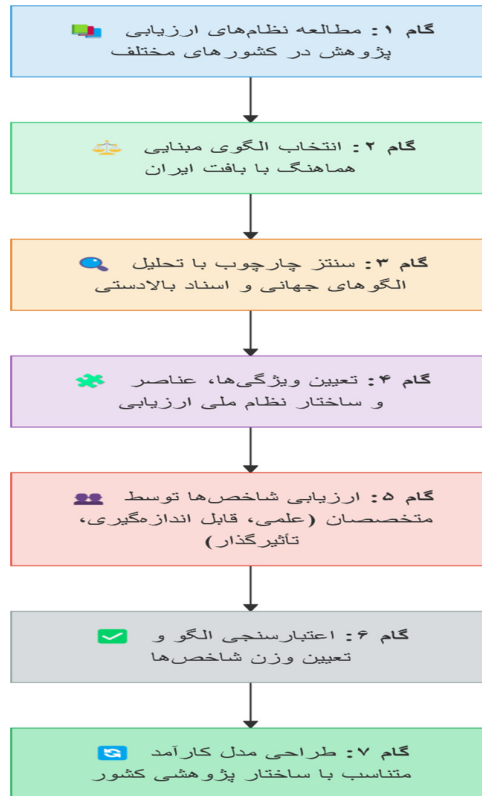 گام ۱: مطالعه نظام‌های ارزیابی
پژوهش در کشورهای مختلف
گام ۲: انتخاب الگوی مبنایی
هماهنگ با بافت ایران
گام ۳: سنتز چارچوب با تحلیل
الگوهای جهانی و اسناد بالادستی
گام ۴: تعیین ویژگی‌ها، عناصر
و ساختار نظام ملی ارزیابی
گام ۵: ارزیابی شاخص‌ها توسط
متخصصان (علمی، قابل اندازه‌گیری،
تأثیرگذار)
گام ۶: اعتبارسنجی الگو و
تعیین وزن شاخص‌ها
گام ۷: طراحی مدل کارآمد
متناسب با ساختار پژوهشی کشور